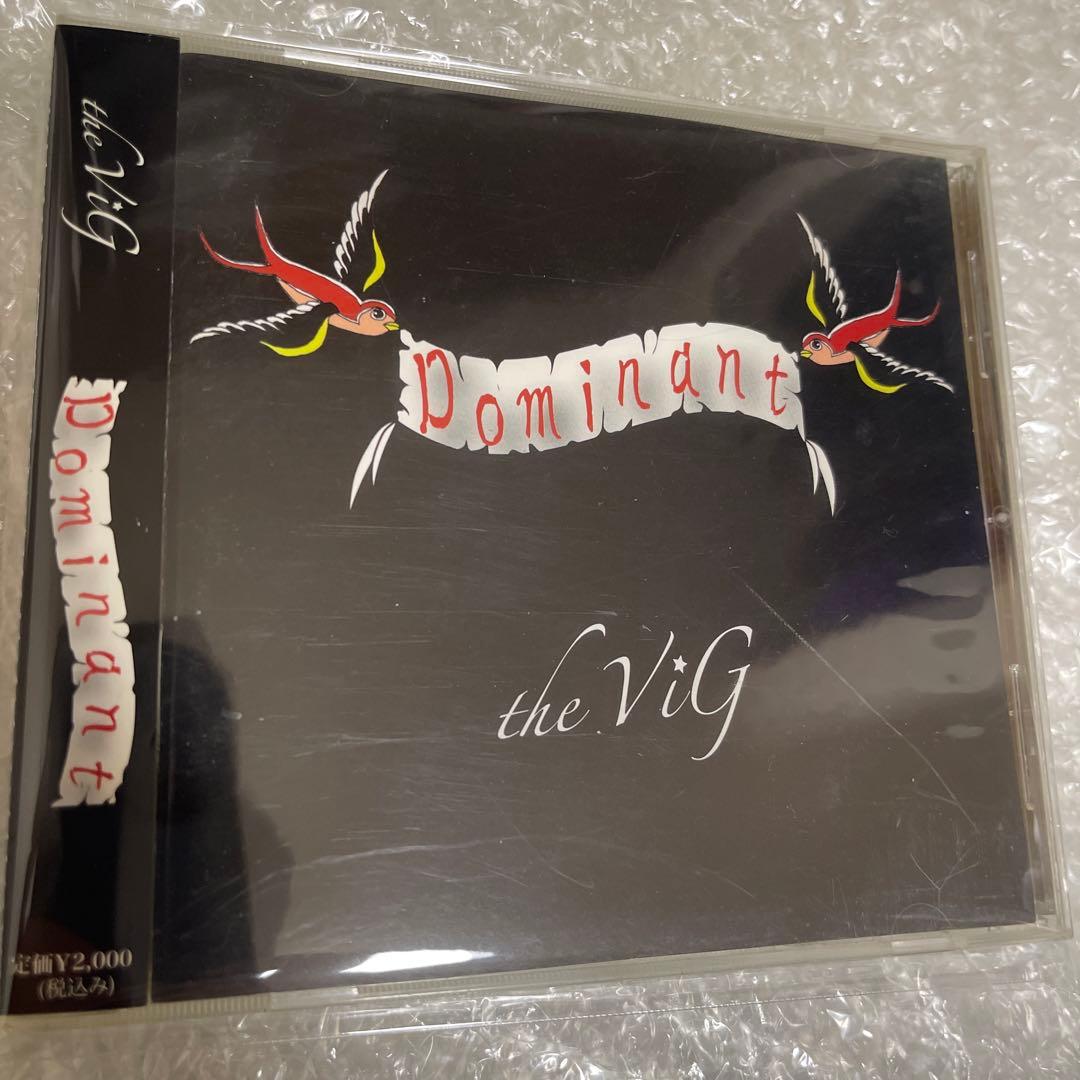 the ViG
Dominant
定価¥2,000
(税込み)
Dominant
the ViG